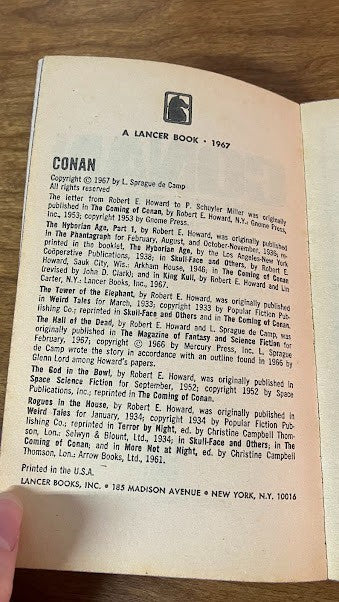 A LANCER BOOK • 1967
CONAN
Copyright © 1967 by L. Sprague de Camp
All rights reserved
The letter from Robert E. Howard to P. Schuyler Miller was originally
published in The Coming of Conan, by Robert E. Howard, N.Y.: Gnome Press,
Inc., 1953; copyright 1953 by Gnome Press.
The Hyborian Age, Part 1, by Robert E. Howard, was originally published
in The Phantagraph for February, August, and October-November, 1936, re-
printed in the booklet, The Hyborian Age, by the Los Angeles-New York
Coöperative Publications, 1938; in Skull-Face and Others, by Robert E.
Howard, Sauk City, Wis.: Arkham House, 1946; in The Coming of Conan
(revised by John D. Clark); and in King Kull, by Robert E. Howard and Lin
Carter, N.Y.: Lancer Books, Inc., 1967.
The Tower of the Elephant, by Robert E. Howard, was originally published
in Weird Tales for March, 1933; copyright 1933 by Popular Fiction Pub-
lishing Co.; reprinted in Skull-Face and Others and in The Coming of Conan.
The Hall of the Dead, by Robert E. Howard and L. Sprague de Camp, was
originally published in The Magazine of Fantasy and Science Fiction for
February, 1967; copyright © 1966 by Mercury Press, Inc. L. Sprague
de Camp wrote the story in accordance with an outline found in 1966 by
Glenn Lord among Howard's papers.
The God in the Bowl, by Robert E. Howard, was originally published in
Space Science Fiction for September, 1952; copyright 1952 by Space
Publications, Inc.; reprinted in The Coming of Conan.
Rogues in the House, by Robert E. Howard, was originally published in
Weird Tales for January, 1934; copyright 1934 by Popular Fiction Pub-
lishing Co.; reprinted in Terror by Night, ed. by Christine Campbell Thom-
son, Lon.: Selwyn & Blount, Ltd., 1934; in Skull-Face and Others; in The
Coming of Conan; and in More Not at Night, ed. by Christine Campbell
Thomson, Lon.: Arrow Books, Ltd., 1961.
Printed in the U.S.A.
LANCER BOOKS, INC. • 185 MADISON AVENUE • NEW YORK, N.Y. 10016